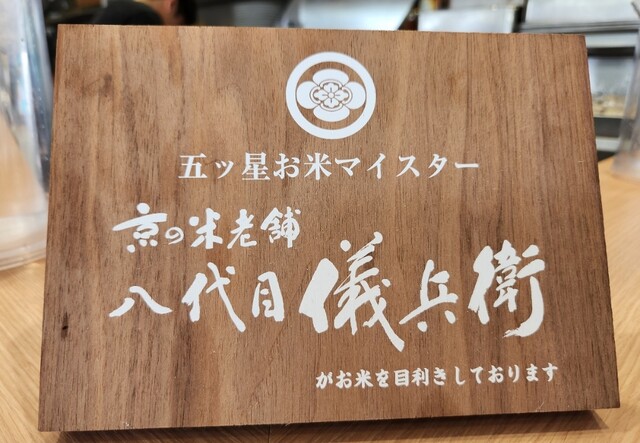 五ッ星お米マイスター
京の米老舗
八代目儀兵衛
がお米を目利きしております